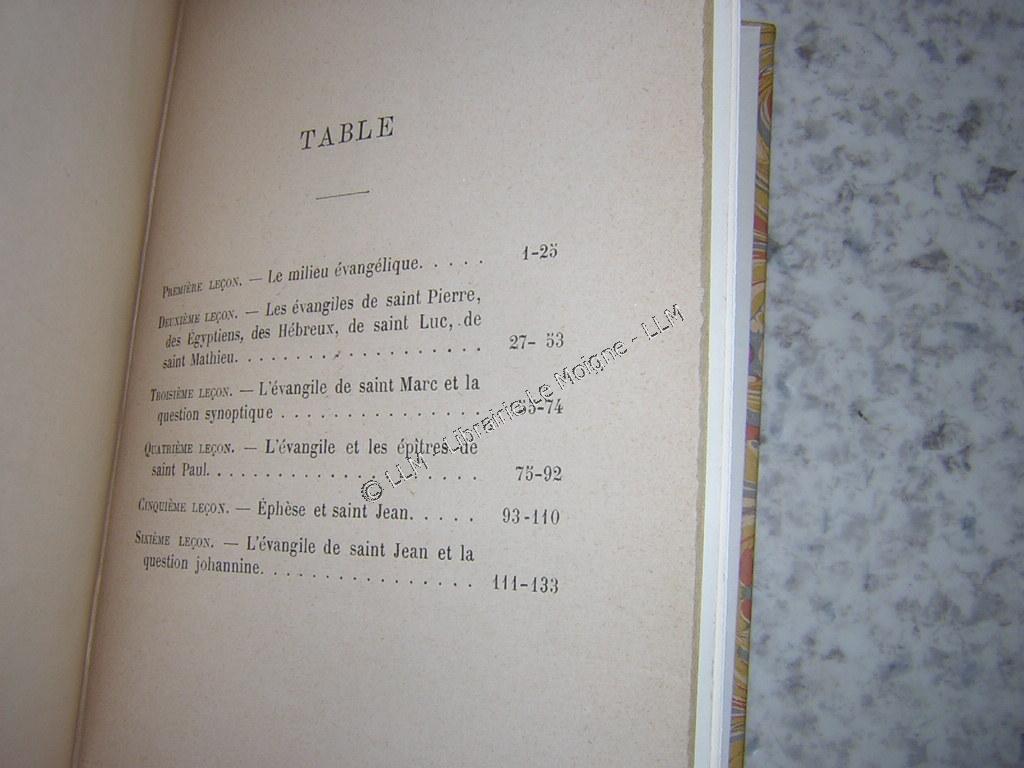 TABLE
PREMIÈRE LEÇON. — Le milieu évangélique. . . . . . 1-25
DEUXIÈME LEÇON. — Les évangiles de saint Pierre,
des Égyptiens, des Hébreux, de saint Luc, de
saint Mathieu. . . . . . . . . . . . . . . . . . 27- 53
TROISIÈME LEÇON. — L'évangile de saint Marc et la
question synoptique . . . . . . . . . . . . . . . 55-74
QUATRIÈME LEÇON. — L'évangile et les épîtres de
saint Paul. . . . . . . . . . . . . . . . . . . . 75-92
CINQUIÈME LEÇON. — Éphèse et saint Jean. . . . . . 93-110
SIXIÈME LEÇON. — L'évangile de saint Jean et la
question johannine. . . . . . . . . . . . . . . . . 111-133
© LLM - Librairie Le Moigne - LLM